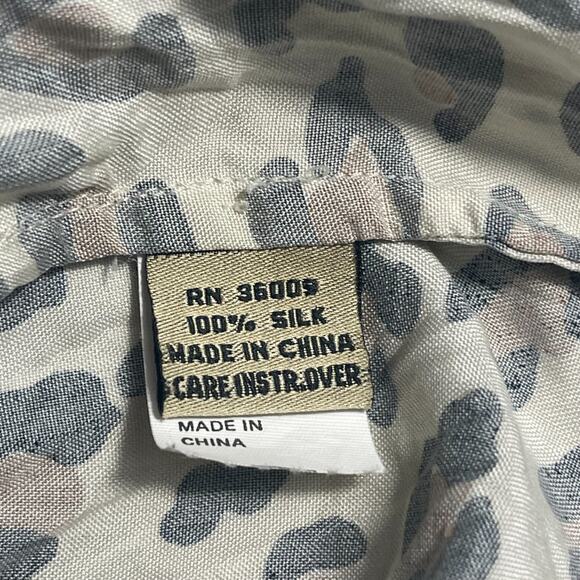 RN 36009
100% SILK
MADE IN CHINA
CARE INSTR.OVER
MADE IN
CHINA